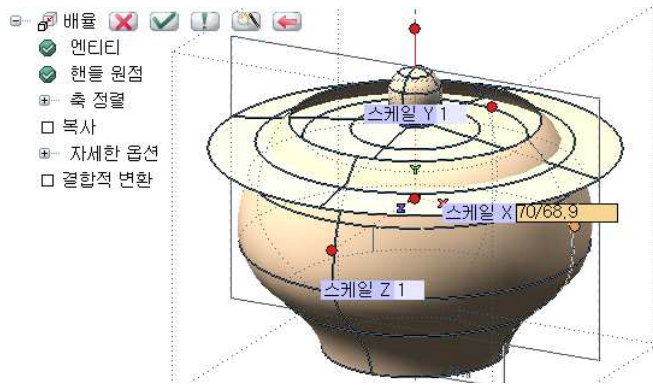 배율
엔티티
핸들 원점
축 정렬
복사
자세한 옵션
결합적 변환
스케일 Y 1
Y
Z
X
스케일 X 70/68.9
스케일 Z 1